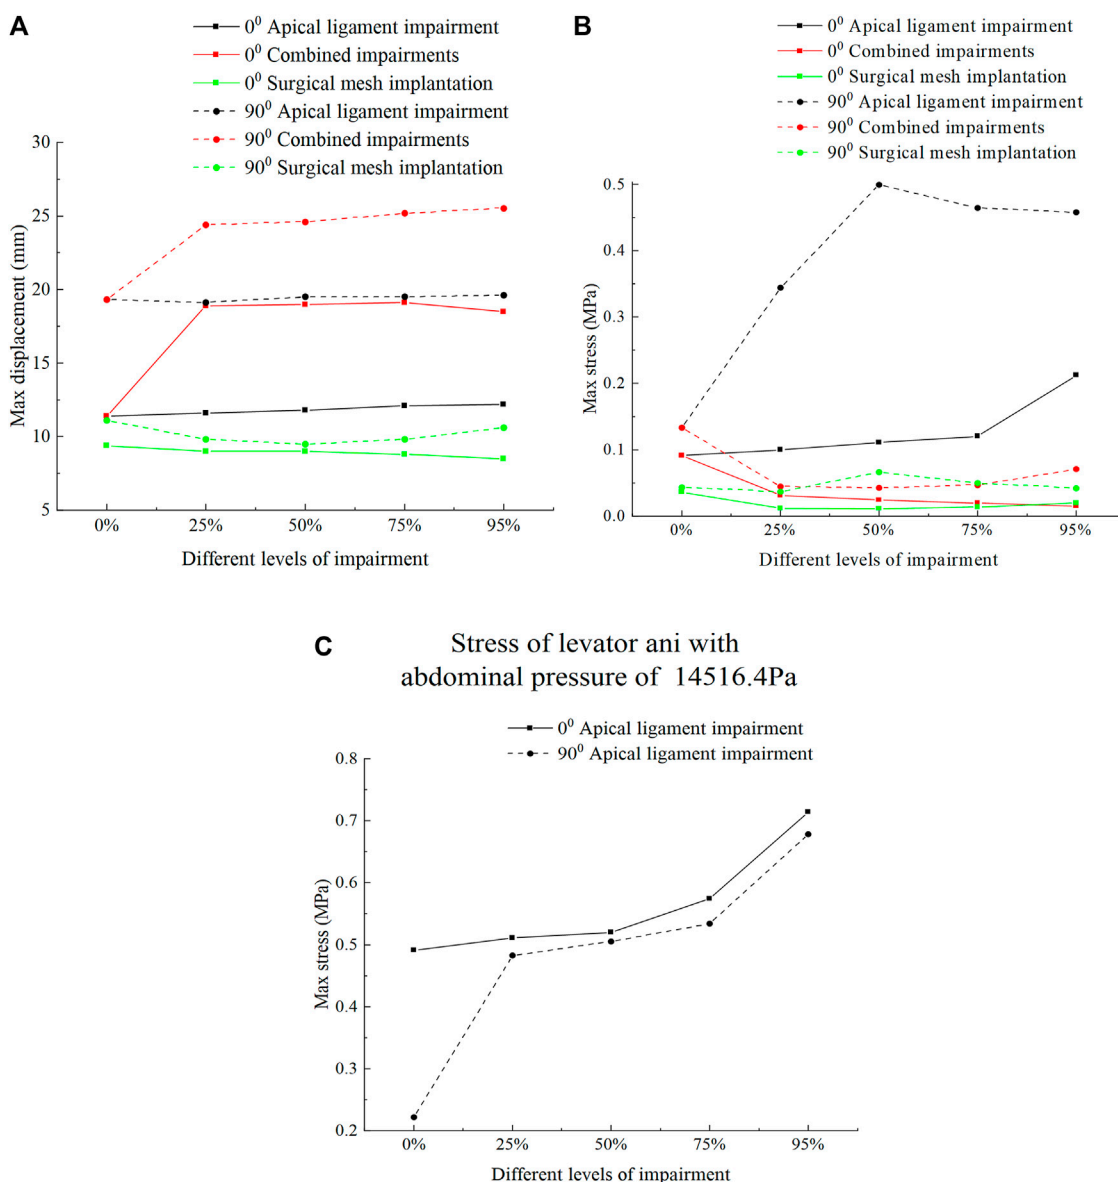 A
0⁰ Apical ligament impairment
0⁰ Combined impairments
0⁰ Surgical mesh implantation
90⁰ Apical ligament impairment
90⁰ Combined impairments
90⁰ Surgical mesh implantation
30
25
20
15
10
5
Max displacement (mm)
0%
25%
50%
75%
95%
Different levels of impairment
B
0⁰ Apical ligament impairment
0⁰ Combined impairments
0⁰ Surgical mesh implantation
90⁰ Apical ligament impairment
90⁰ Combined impairments
90⁰ Surgical mesh implantation
0.5
0.4
0.3
0.2
0.1
0.0
Max stress (MPa)
0%
25%
50%
75%
95%
Different levels of impairment
C
Stress of levator ani with
abdominal pressure of 14516.4Pa
0⁰ Apical ligament impairment
90⁰ Apical ligament impairment
0.8
0.7
0.6
0.5
0.4
0.3
0.2
Max stress (MPa)
0%
25%
50%
75%
95%
Different levels of impairment